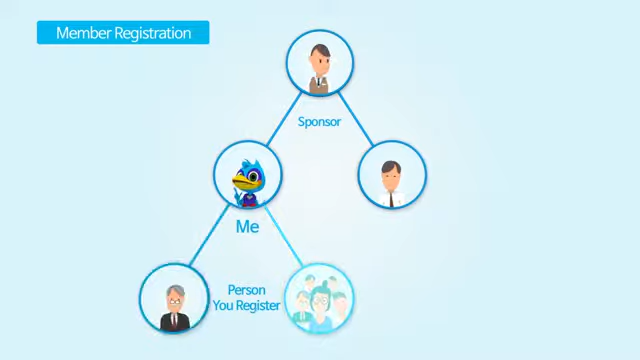 Member Registration
Sponsor
Me
Person
You Register